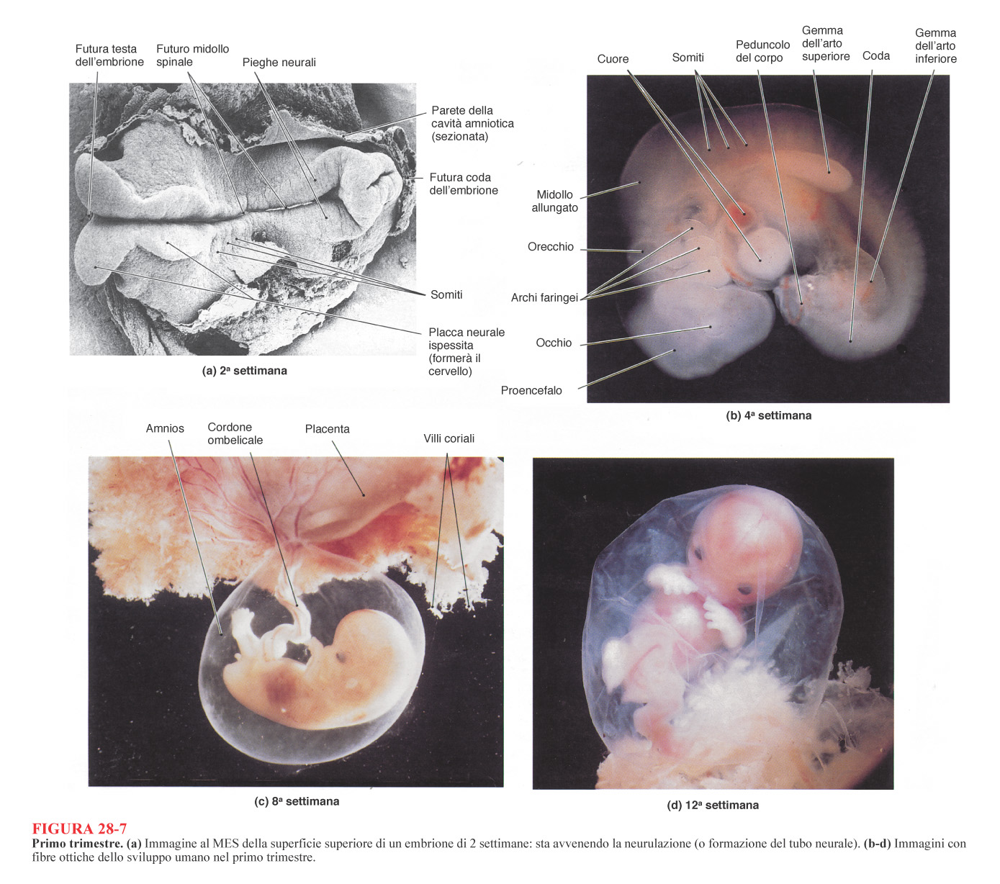 Futura testa
dell'embrione
Futuro midollo
spinale
Pieghe neurali
Parete della
cavità amniotica
(sezionata)
Futura coda
dell'embrione
Somiti
Placca neurale
ispessita
(formerà il
cervello)
(a) 2ª settimana
Cuore
Somiti
Peduncolo
del corpo
Gemma
dell'arto
superiore
Coda
Gemma
dell'arto
inferiore
Midollo
allungato
Orecchio
Archi faringei
Occhio
Proencefalo
(b) 4ª settimana
Amnios
Cordone
ombelicale
Placenta
Villi coriali
(c) 8ª settimana
(d) 12ª settimana
FIGURA 28-7
Primo trimestre. (a) Immagine al MES della superficie superiore di un embrione di 2 settimane: sta avvenendo la neurulazione (o formazione del tubo neurale). (b-d) Immagini con
fibre ottiche dello sviluppo umano nel primo trimestre.